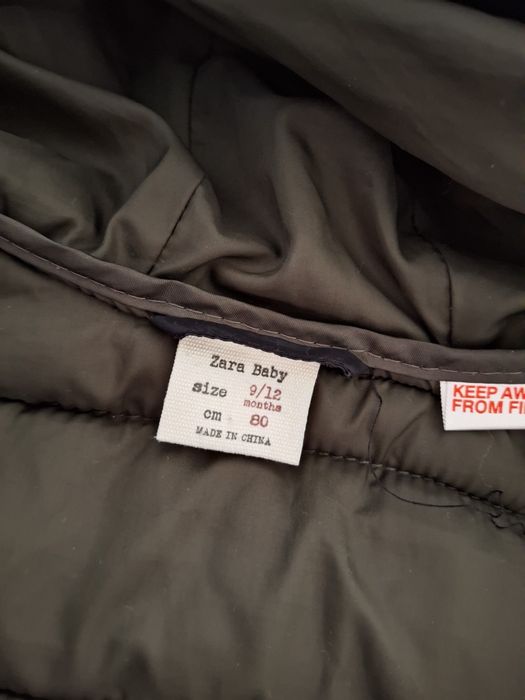 Zara Baby
size 9/12
months
cm 80
MADE IN CHINA
KEEP AW
FROM FI